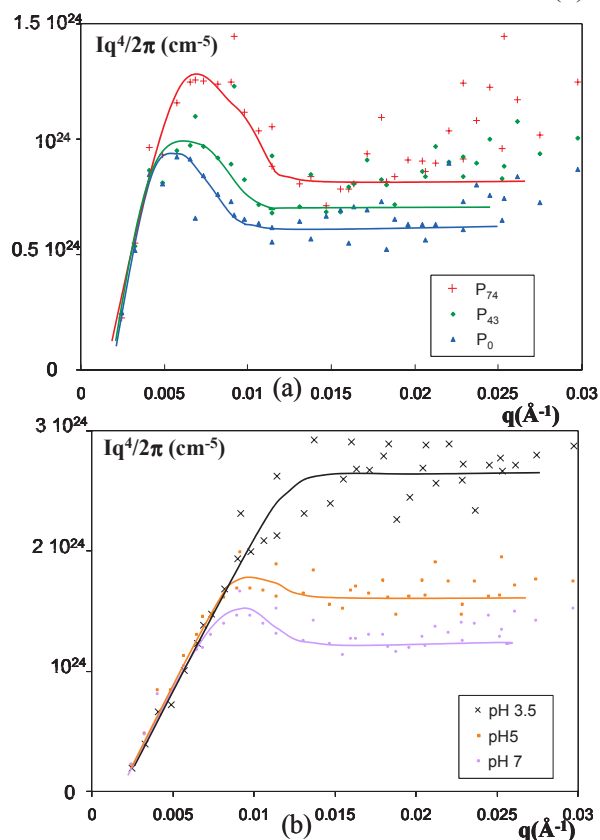 1.5 10²⁴
Iq⁴/2π (cm⁻⁵)
10²⁴
0.5 10²⁴
0
P₇₄
P₄₃
P₀
0 0.005 0.01 0.015 0.02 0.025 0.03
(a)
q(Å⁻¹)
3 10²⁴
Iq⁴/2π (cm⁻⁵)
2 10²⁴
1 10²⁴
0
pH 3.5
pH5
pH 7
0 0.005 0.01 0.015 0.02 0.025 0.03
(b)
q(Å⁻¹)